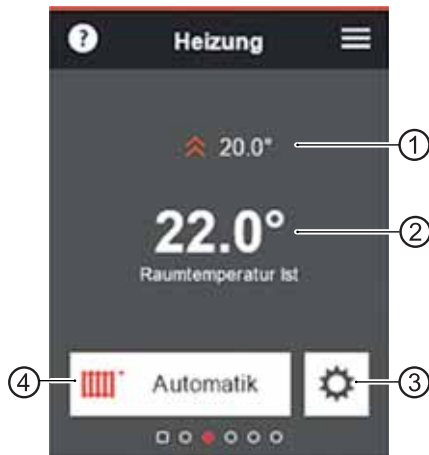 ? Heizung
20.0° 1
22.0° 2
Raumtemperatur Ist
4 Automatik 3